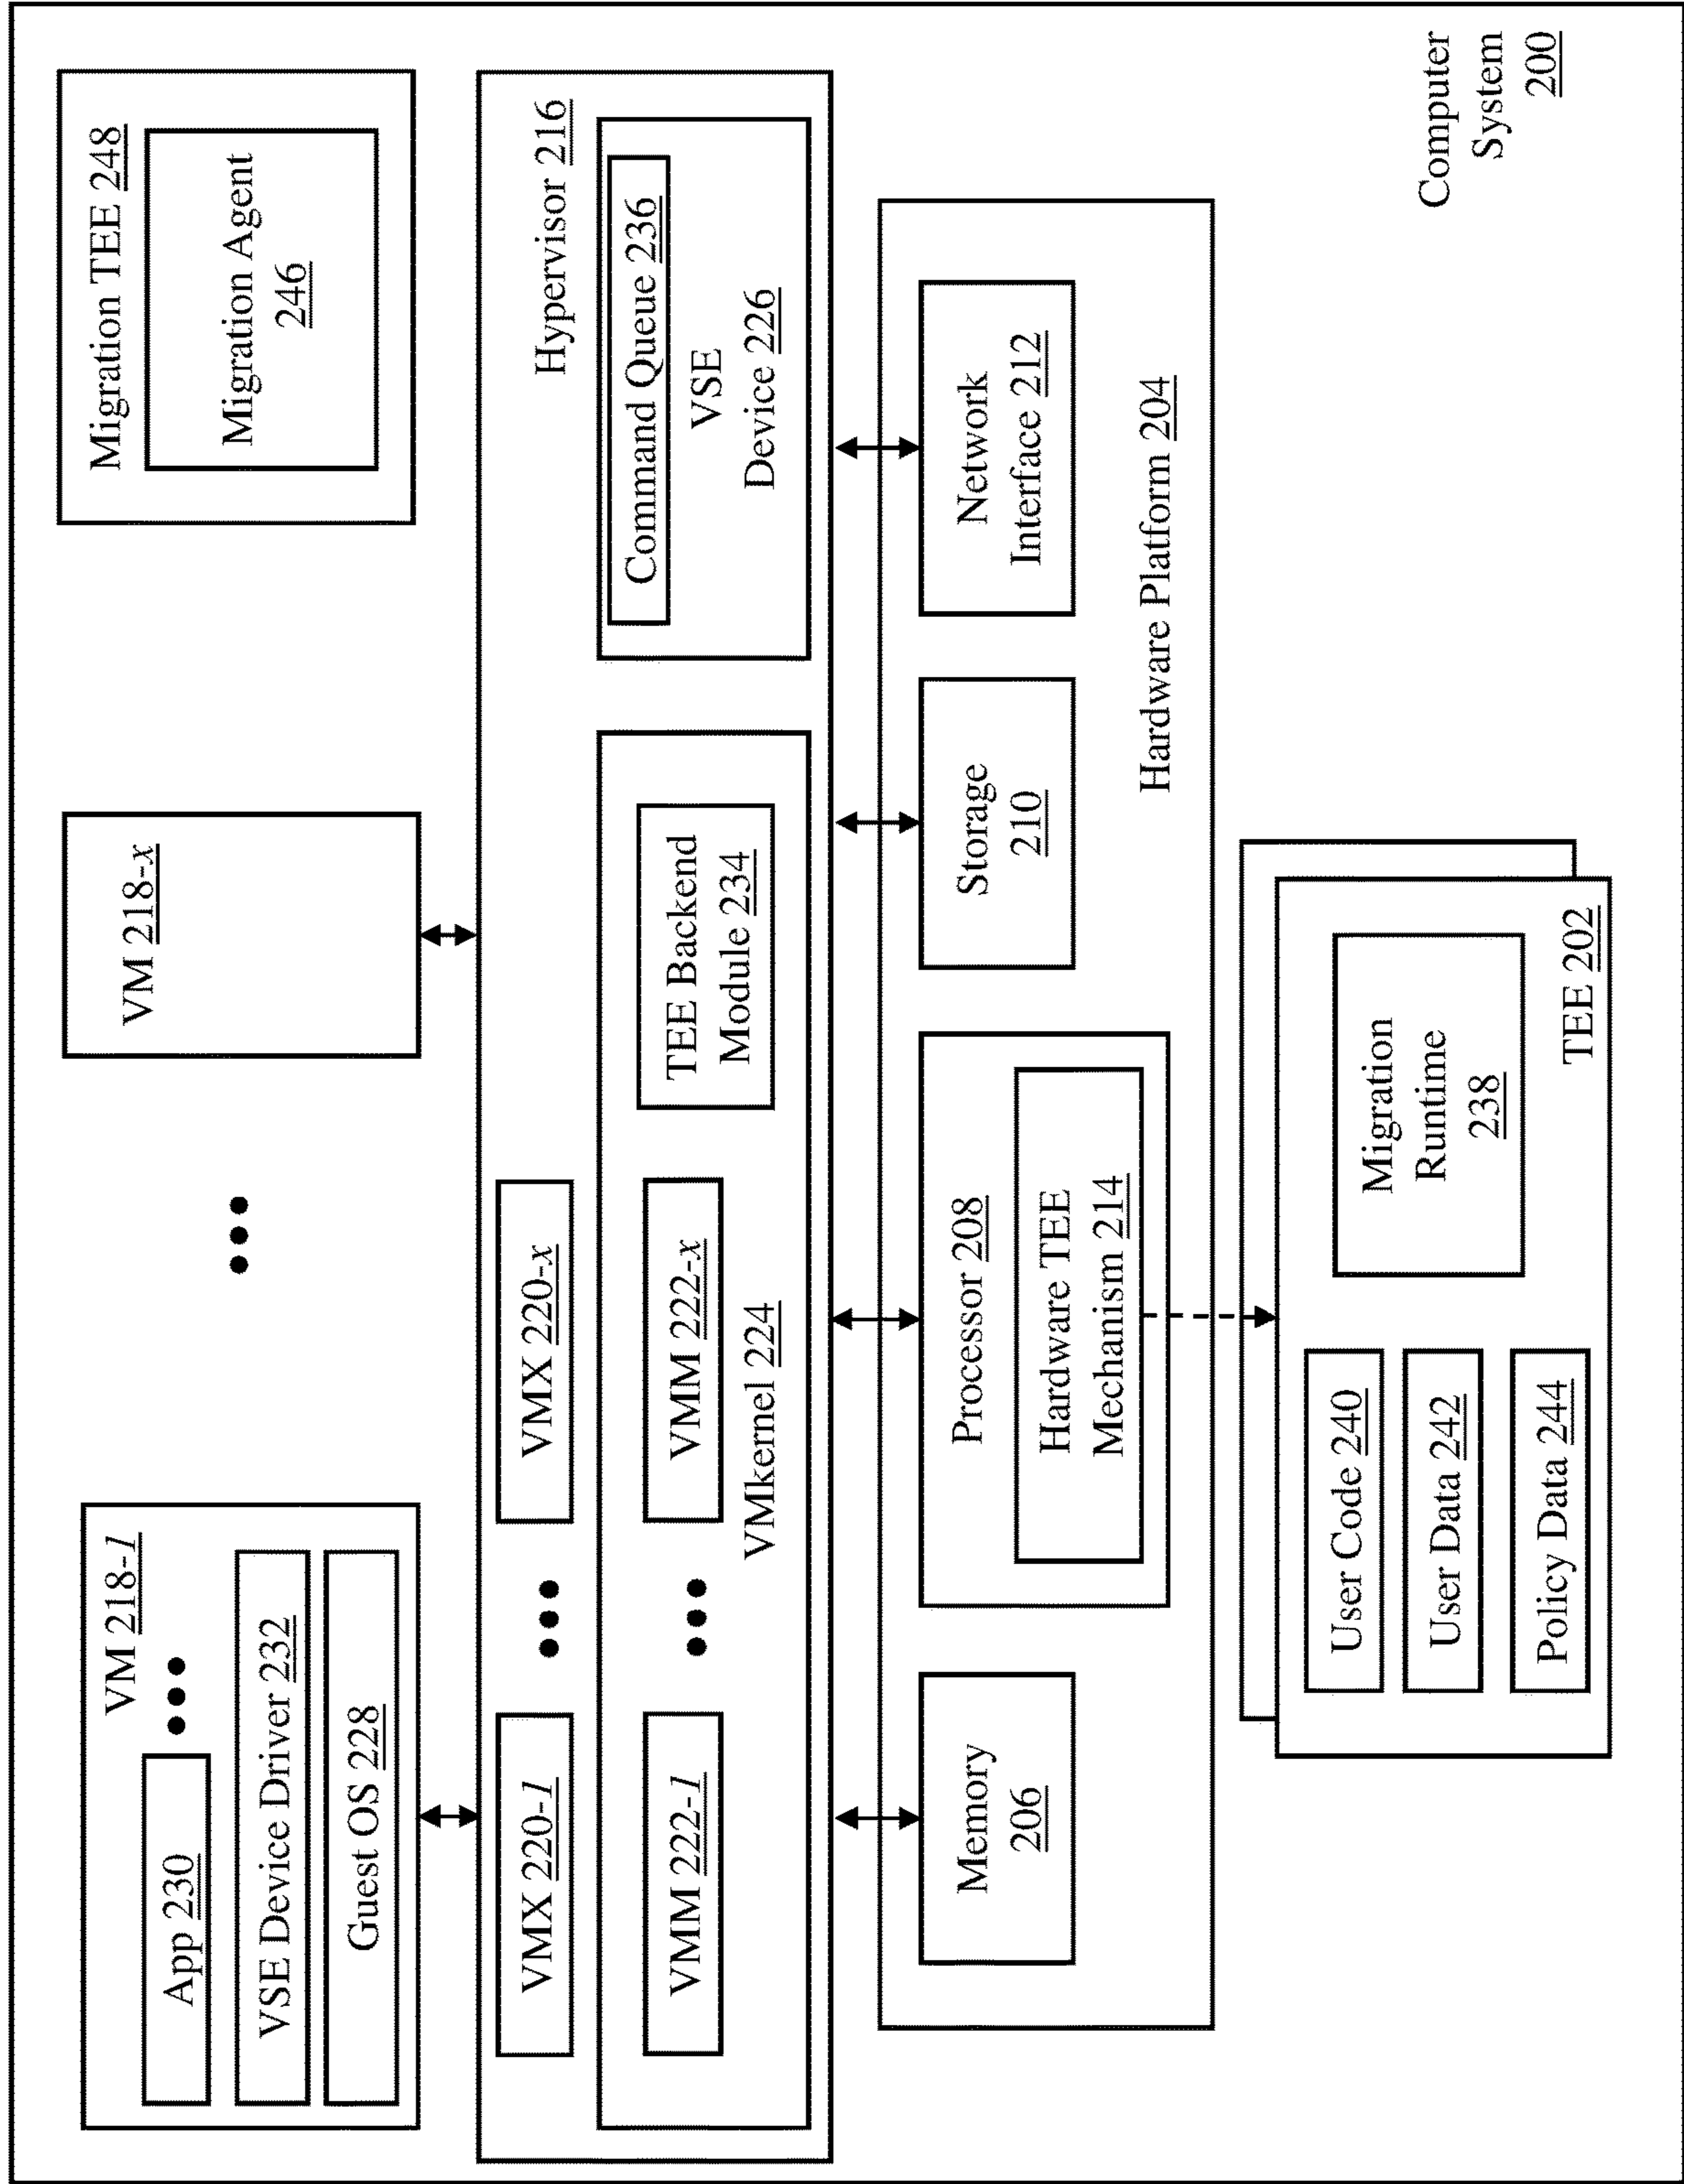 VM 218-1
App 230
VSE Device Driver 232
Guest OS 228
VM 218-x
Migration TEE 248
Migration Agent
246
Hypervisor 216
VMX 220-1
VMX 220-x
VMM 222-1
VMM 222-x
VMkernel 224
TEE Backend
Module 234
Command Queue 236
VSE
Device 226
Memory
206
Processor 208
Hardware TEE
Mechanism 214
Storage
210
Network
Interface 212
Hardware Platform 204
User Code 240
User Data 242
Policy Data 244
Migration
Runtime
238
TEE 202
Computer
System
200